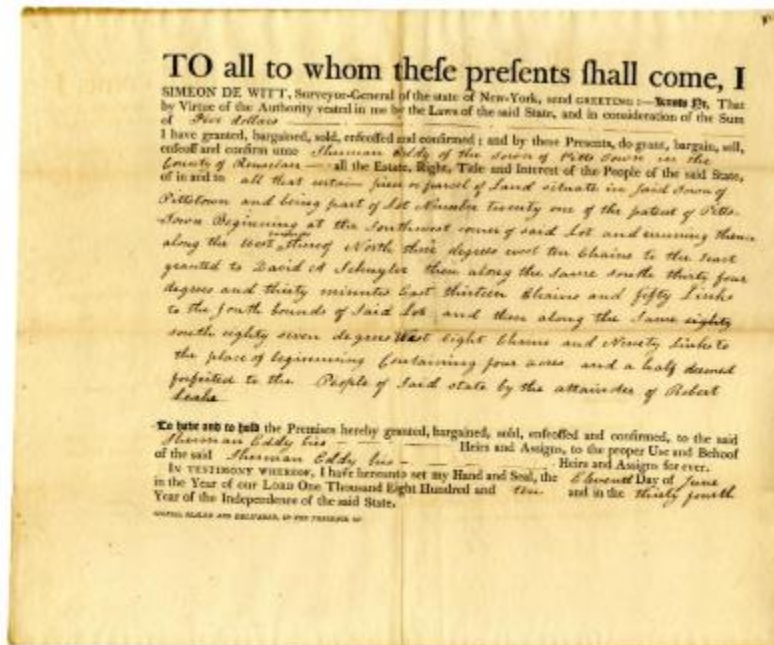 TO all to whom theſe preſents ſhall come, I
SIMEON DE WITT, Surveyor-General of the state of New-York, send GREETING:—Know Ye, That
by Virtue of the Authority vested in me by the Laws of the said State, and in consideration of the Sum
of Five dollars
I have granted, bargained, sold, enfeoffed and confirmed; and by these Presents, do grant, bargain, sell,
enfeoff and confirm unto Sherman Eddy of the Town of Pitts Town in the
County of Rensselaer all the Estate, Right, Title and Interest of the People of the said State,
of in and to all that certain piece or parcel of Land situate in said Town of
Pittstown and being part of Lot Number twenty one of the patent of Pitts-
Town Beginning at the Southwest corner of said Lot and running thence
along the West thereof North degrees west ten Chains to the
granted to David A Schuyler then along the same south thirty four
degrees and thirty minutes East thirteen Chains and fifty Links
to the south bounds of Said Lot and then along the same eighty
south eighty seven degrees West eight Chains and Ninety Links to
the place of beginning Containing four acres and a half deemed
forfeited to the People of said state by the attainder of Robert
Leake
To have and to hold the Premises hereby granted, bargained, sold, enfeoffed and confirmed, to the said
Sherman Eddy his Heirs and Assigns, to the proper Use and Behoof
of the said Sherman Eddy his Heirs and Assigns for ever.
IN TESTIMONY WHEREOF, I have hereunto set my Hand and Seal, the Eleventh Day of June
in the Year of our LORD One Thousand Eight Hundred and ten and in the thirty fourth
Year of the Independence of the said State.
SIGNED, SEALED AND DELIVERED, IN THE PRESENCE OF